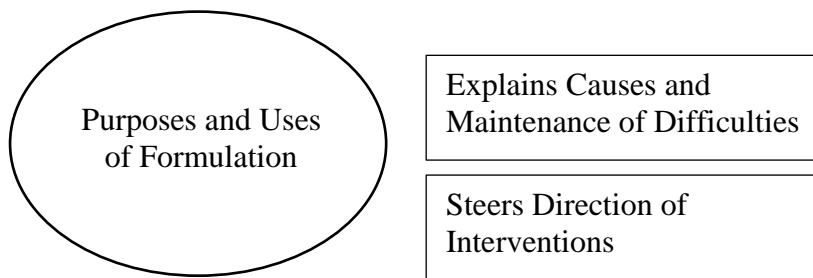 Purposes and Uses
of Formulation
Explains Causes and
Maintenance of Difficulties
Steers Direction of
Interventions